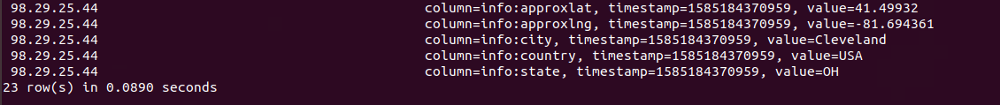 98.29.25.44 column=info:approxlat, timestamp=1585184370959, value=41.49932
98.29.25.44 column=info:approxlng, timestamp=1585184370959, value=-81.694361
98.29.25.44 column=info:city, timestamp=1585184370959, value=Cleveland
98.29.25.44 column=info:country, timestamp=1585184370959, value=USA
98.29.25.44 column=info:state, timestamp=1585184370959, value=OH
23 row(s) in 0.0890 seconds